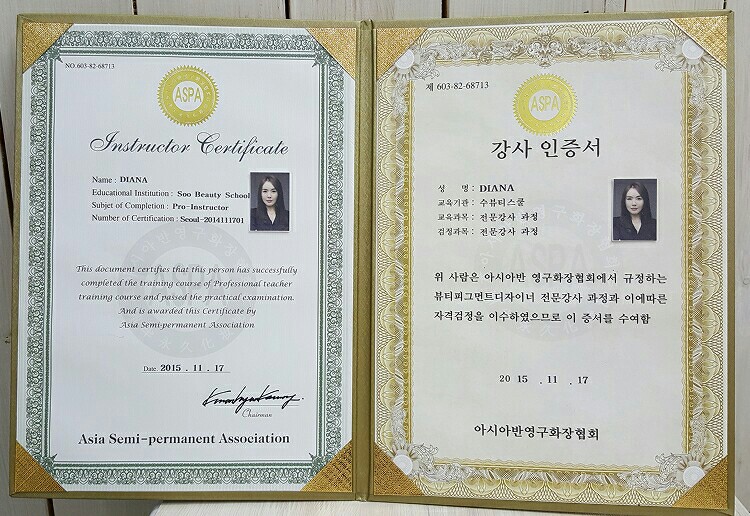 NO.603-82-68713
ASPA
Instructor Certificate
Name : DIANA
Educational Institution : Soo Beauty School
Subjet of Completion : Pro-Instructor
Number of Certification : Seoul-2014111701
This document certifies that this person has successfully
completed the training course of Professional teacher
training course and passed the practical examination.
And is awarded this Certificate by
Asia Semi-permanent Association
Date. 2015 . 11 . 17
Chairman
Asia Semi-permanent Association
제 603-82-68713
ASPA
강사 인증서
성 명 : DIANA
교육기관 : 수뷰티스쿨
교육과목 : 전문강사 과정
검정과목 : 전문강사 과정
위 사람은 아시아반 영구화장협회에서 규정하는
뷰티피그먼트디자이너 전문강사 과정과 이에따른
자격검정을 이수하였으므로 이 증서를 수여함
20 15 . 11 . 17
아시아반영구화장협회